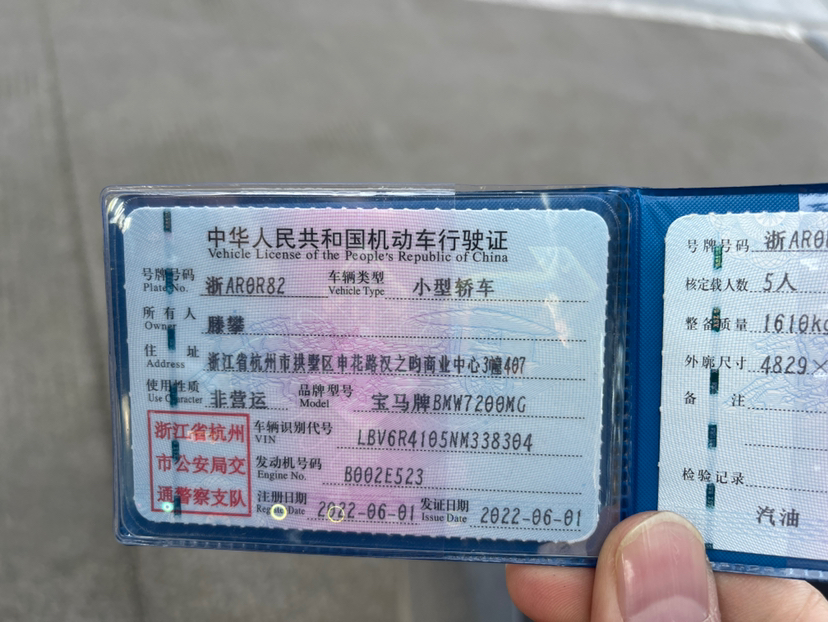 中华人民共和国机动车行驶证
Vehicle License of the People's Republic of China
号牌号码 Plate No. 浙AR0R82 车辆类型 Vehicle Type 小型轿车
所有人 Owner 滕攀
住址 Address 浙江省杭州市拱墅区申花路汉之昀商业中心3幢407
使用性质 Use Character 非营运 品牌型号 Model 宝马牌BMW7200MG
浙江省杭州
市公安局交
通警察支队
车辆识别代号 VIN LBV6R4105NM338304
发动机号码 Engine No. B002E523
注册日期 Register Date 2022-06-01 发证日期 Issue Date 2022-06-01
号牌号码 浙AR0
核定载人数 5人
整备质量 1610kg
外廓尺寸 4829×
备注
检验记录
汽油